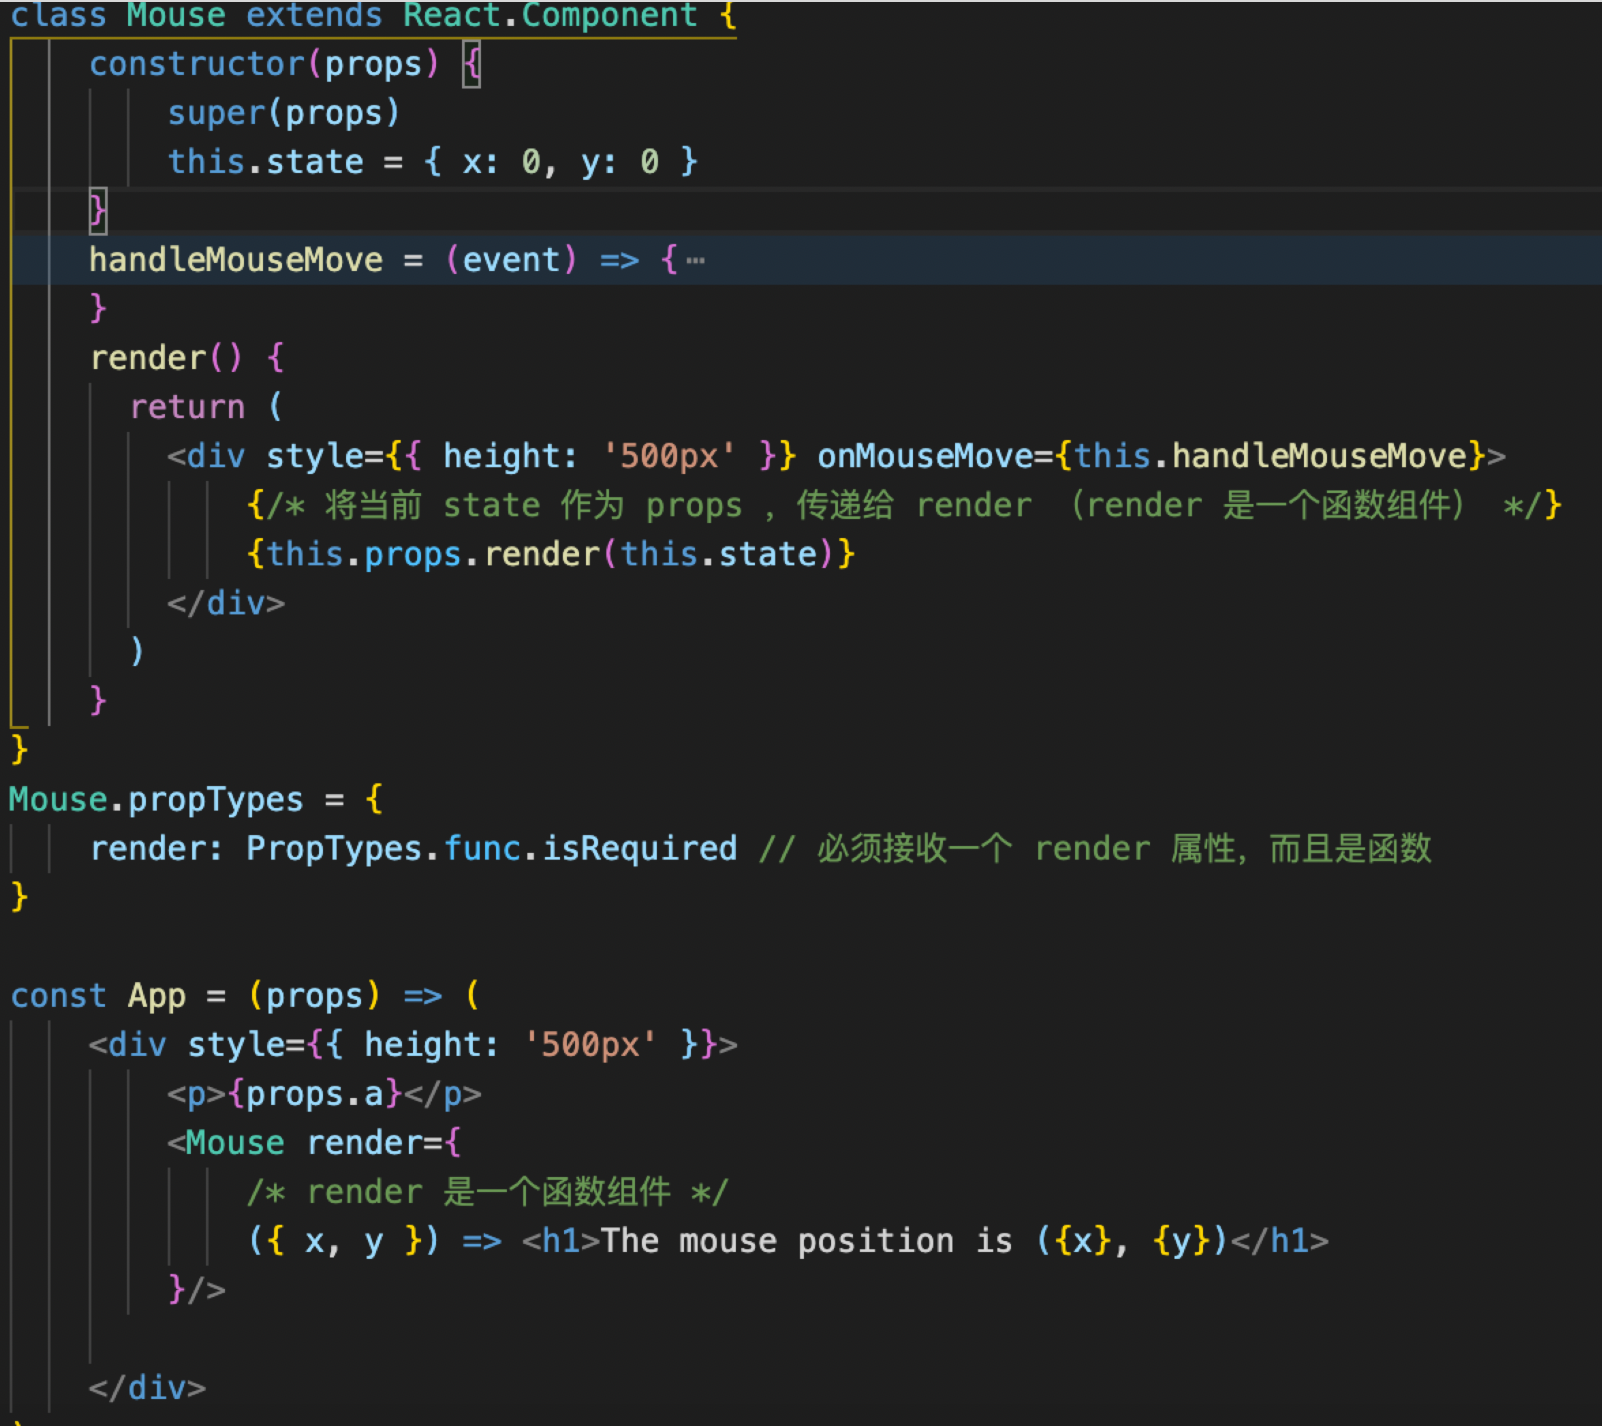 class Mouse extends React.Component {
constructor(props) {
super(props)
this.state = { x: 0, y: 0 }
}
handleMouseMove = (event) => {…
}
render() {
return (
<div style={{ height: '500px' }} onMouseMove={this.handleMouseMove}>
{/* 将当前 state 作为 props ，传递给 render （render 是一个函数组件） */}
{this.props.render(this.state)}
</div>
)
}
}
Mouse.propTypes = {
render: PropTypes.func.isRequired // 必须接收一个 render 属性，而且是函数
}
const App = (props) => (
<div style={{ height: '500px' }}>
<p>{props.a}</p>
<Mouse render={
/* render 是一个函数组件 */
({ x, y }) => <h1>The mouse position is ({x}, {y})</h1>
}/>
</div>
)